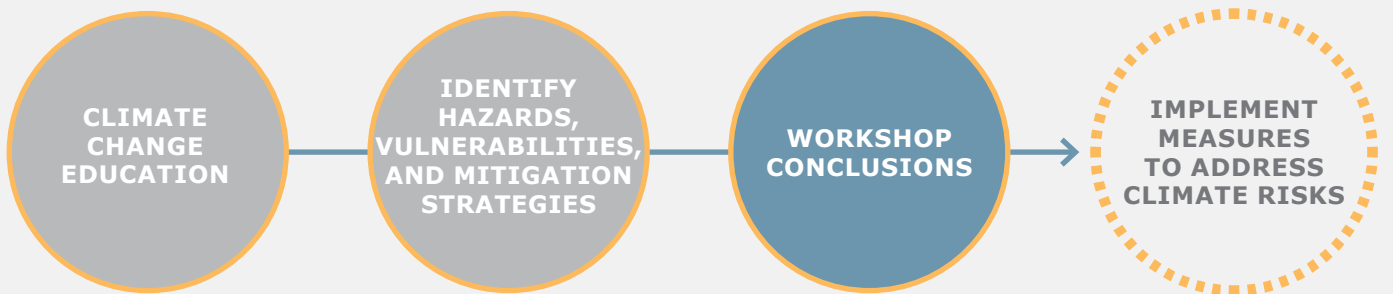 CLIMATE
CHANGE
EDUCATION
IDENTIFY
HAZARDS,
VULNERABILITIES,
AND MITIGATION
STRATEGIES
WORKSHOP
CONCLUSIONS
IMPLEMENT
MEASURES
TO ADDRESS
CLIMATE RISKS